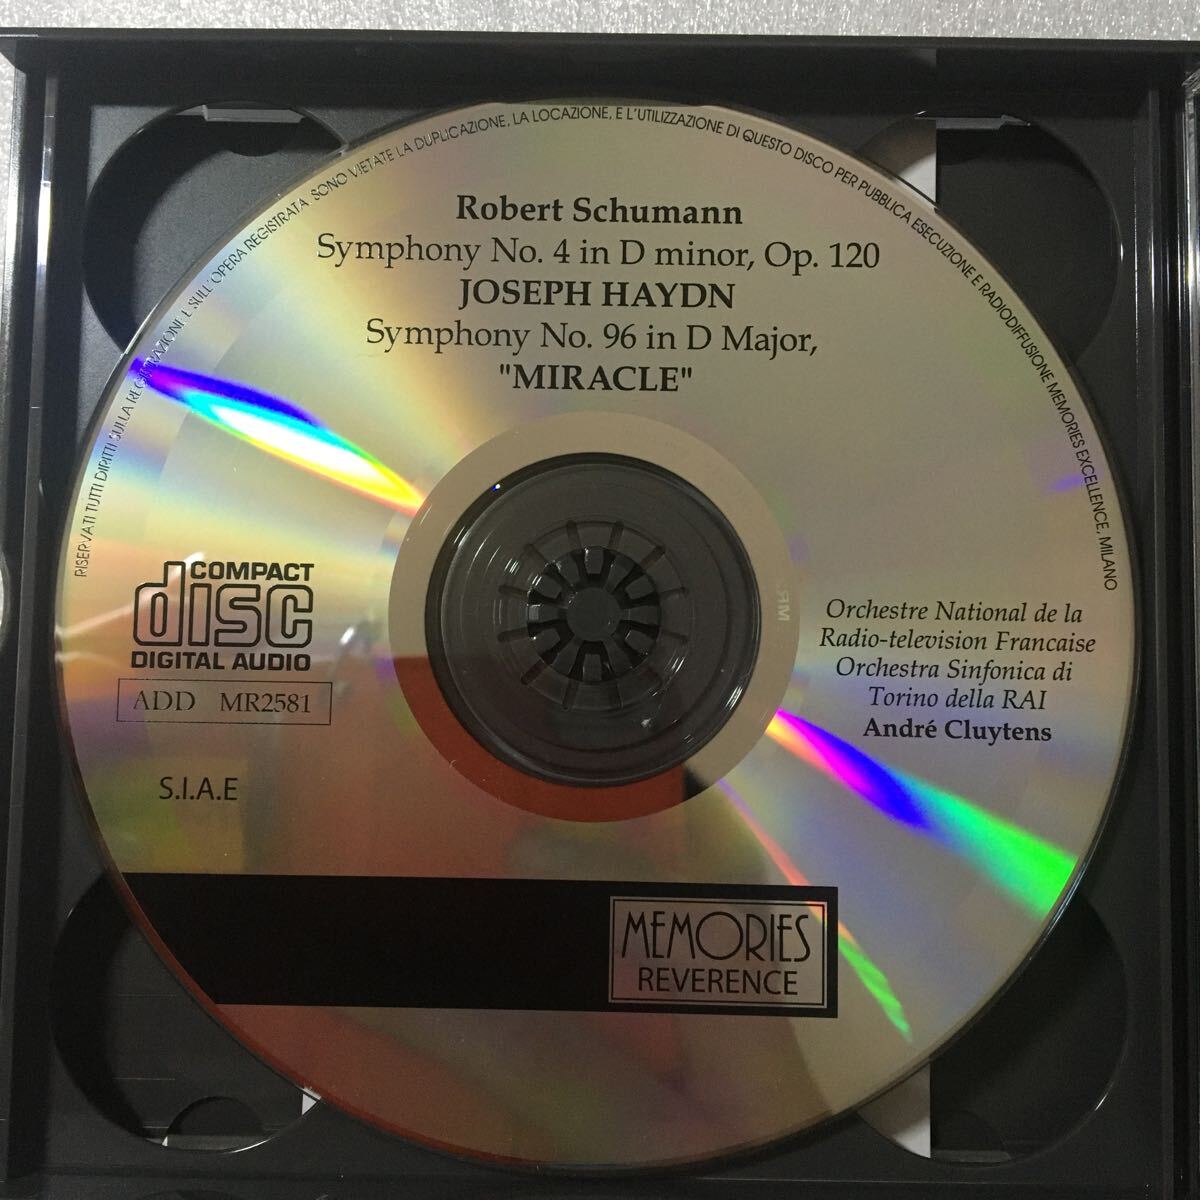 RISERVATI TUTTI DIRITTI SULLA REGISTRAZIONE E SULL'OPERA REGISTRATA. SONO VIETATE LA DUPLICAZIONE, LA LOCAZIONE, E L'UTILIZZAZIONE DI QUESTO DISCO PER PUBBLICA ESECUZIONE E RADIODIFFUSIONE MEMORIES EXCELLENCE, MILANO
Robert Schumann
Symphony No. 4 in D minor, Op. 120
JOSEPH HAYDN
Symphony No. 96 in D Major,
"MIRACLE"
COMPACT
disc
DIGITAL AUDIO
ADD MR2581
S.I.A.E
Orchestre National de la
Radio-television Francaise
Orchestra Sinfonica di
Torino della RAI
André Cluytens
MEMORIES
REVERENCE